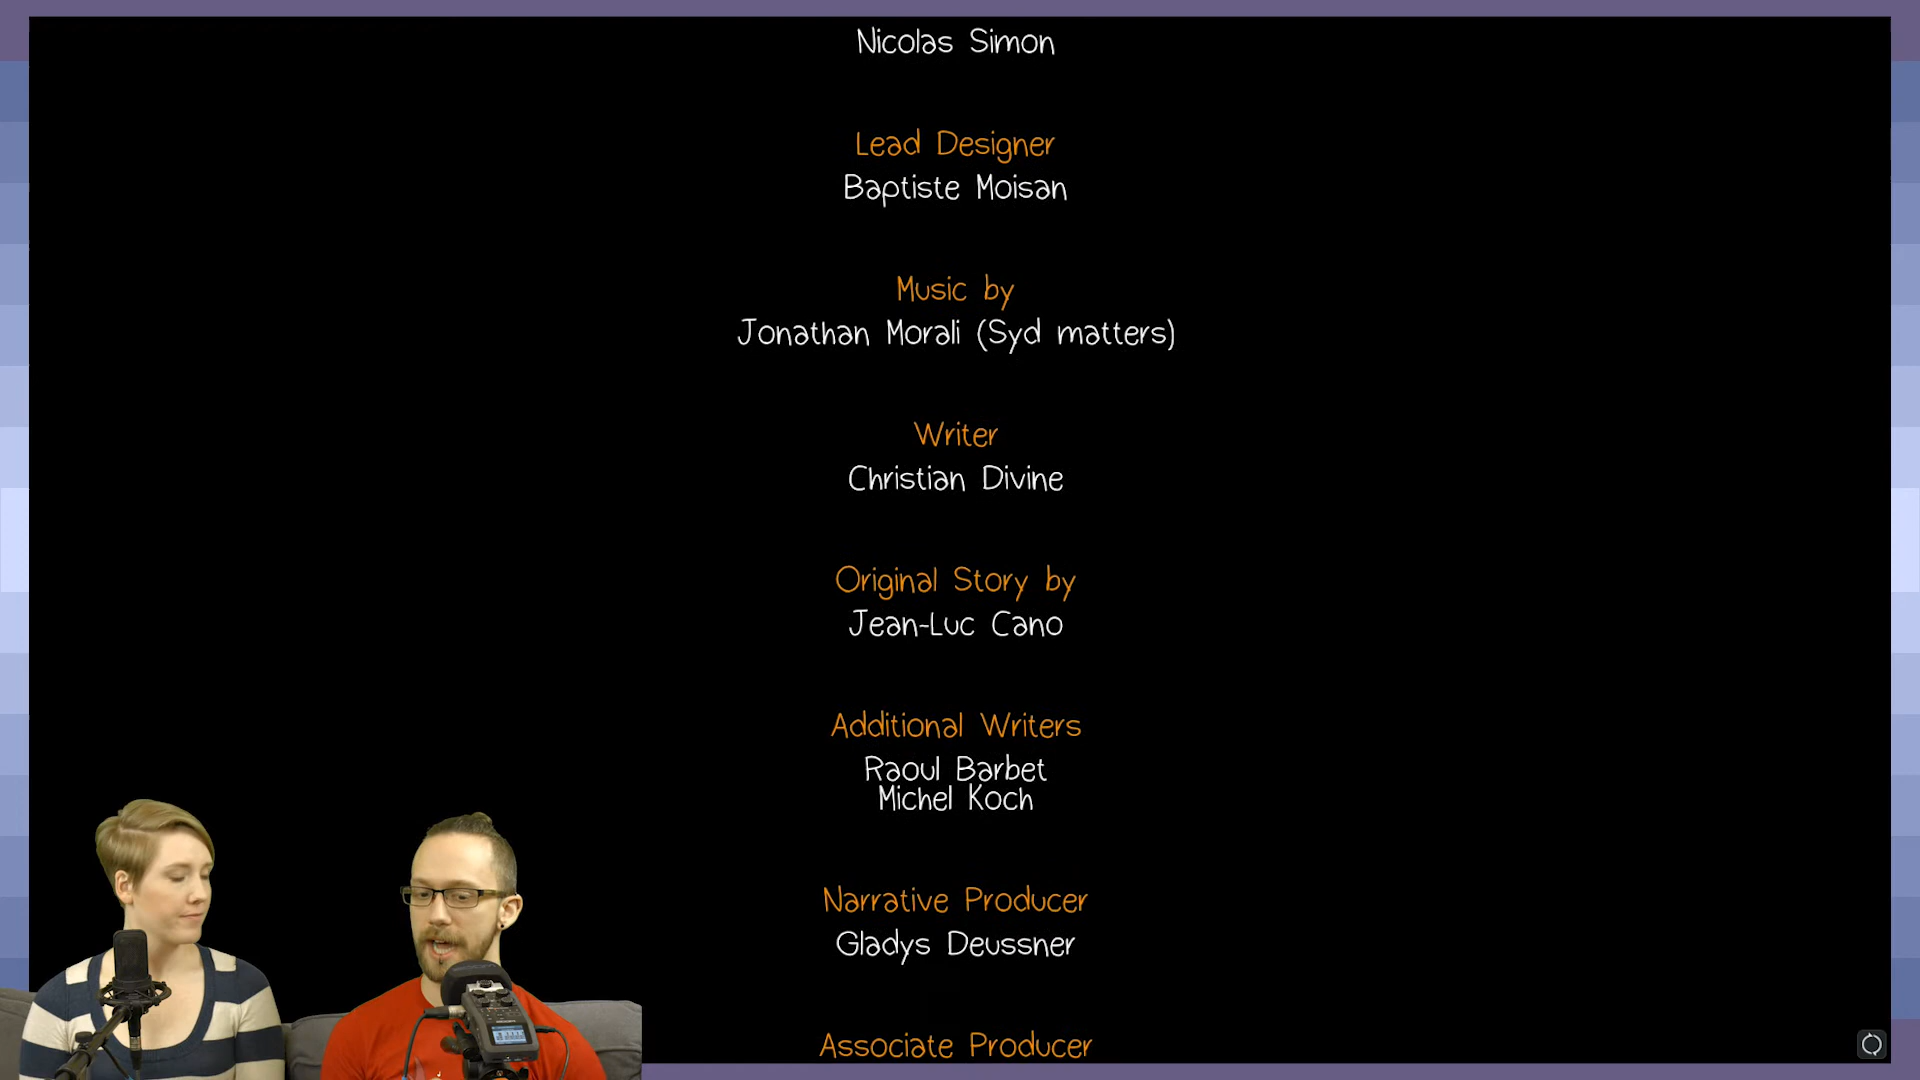 Nicolas Simon
Lead Designer
Baptiste Moisan
Music by
Jonathan Morali (Syd matters)
Writer
Christian Divine
Original Story by
Jean-Luc Cano
Additional Writers
Raoul Barbet
Michel Koch
Narrative Producer
Gladys Deussner
Associate Producer